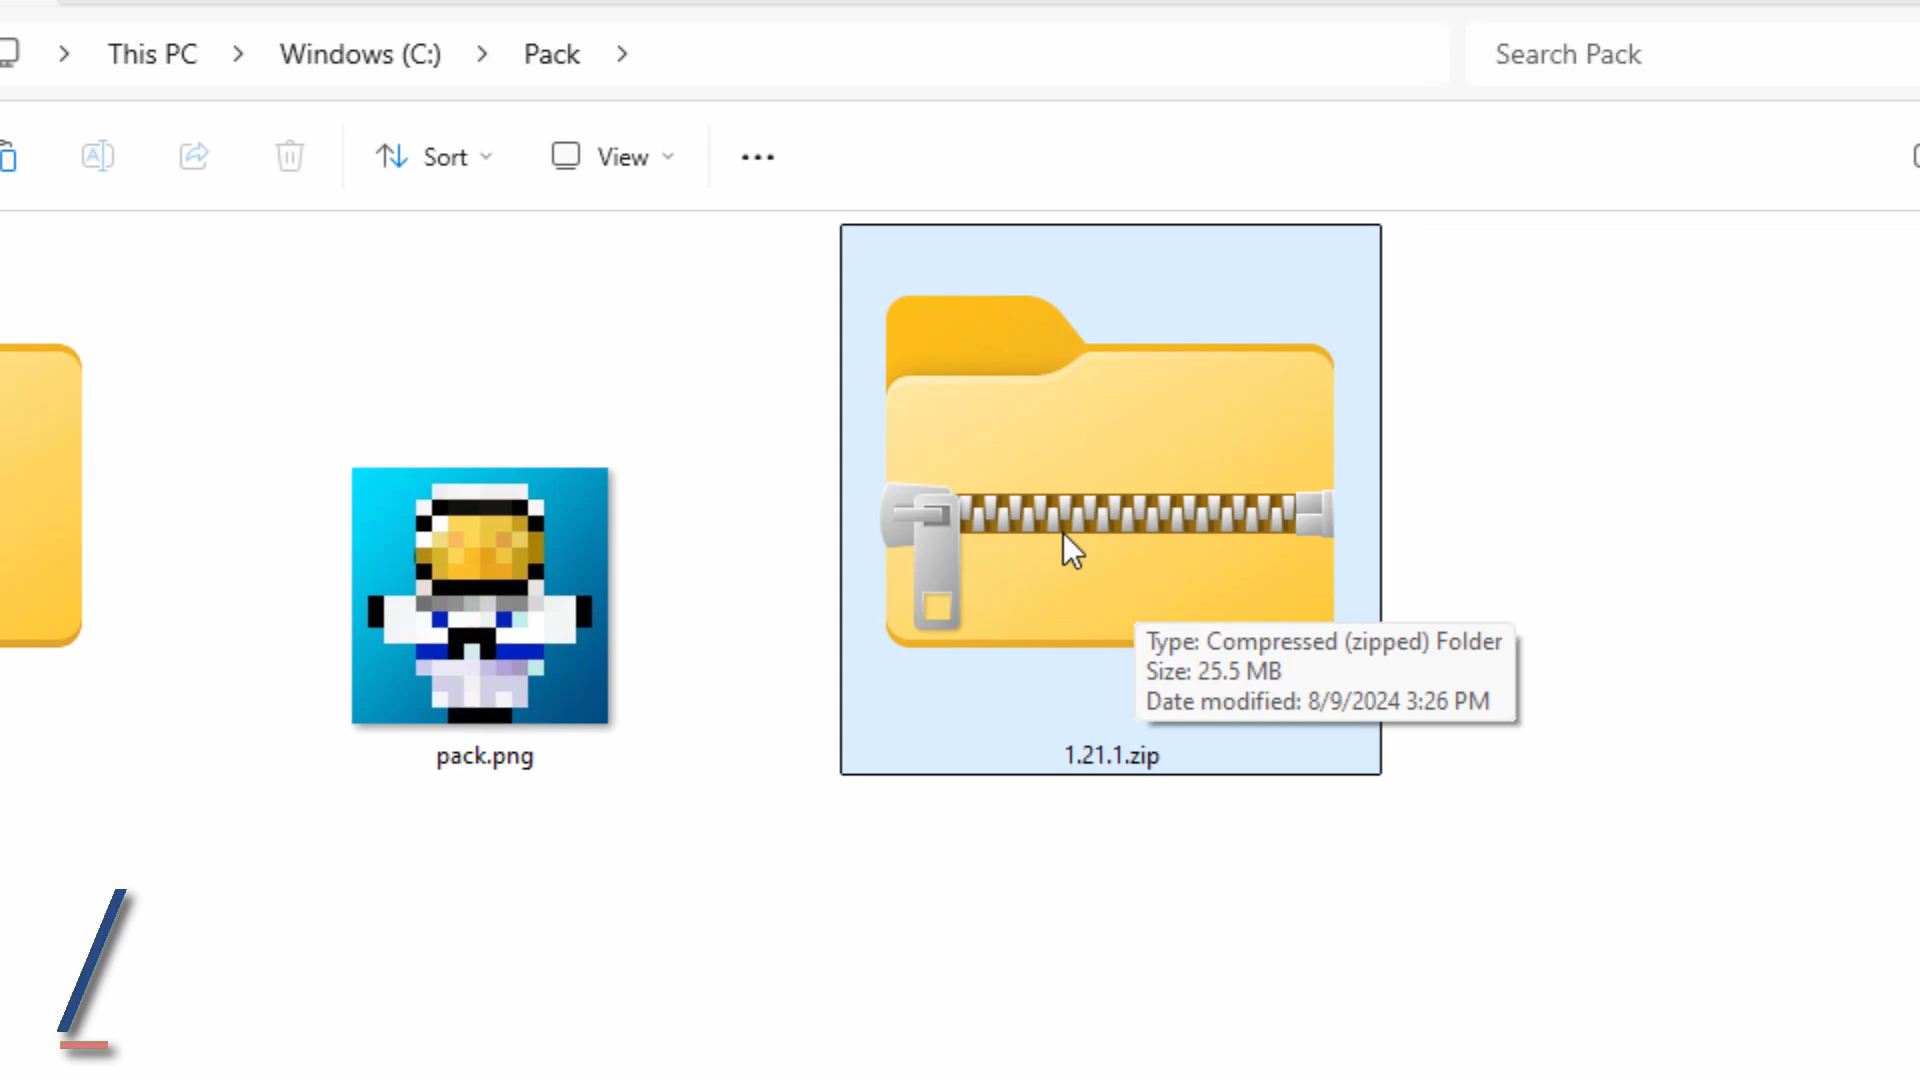 This PC
Windows (C:)
Pack
Search Pack
Sort
View
pack.png
Type: Compressed (zipped) Folder
Size: 25.5 MB
Date modified: 8/9/2024 3:26 PM
1.21.1.zip